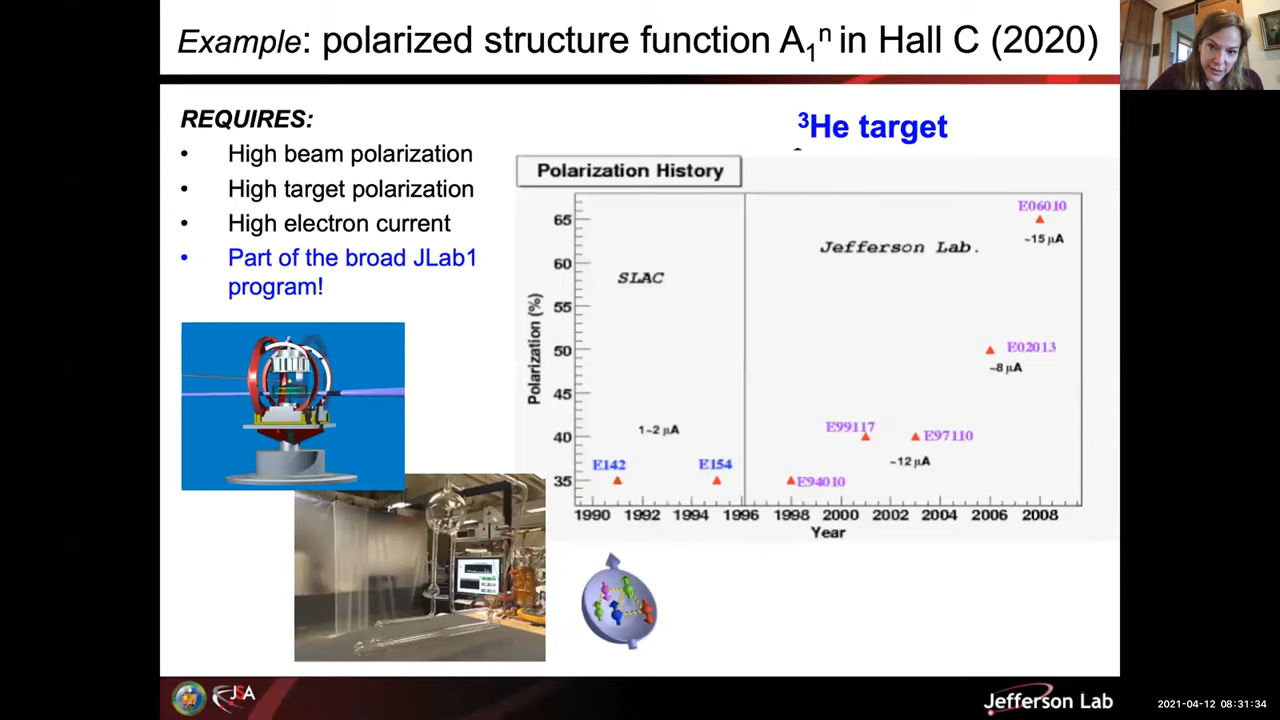 Example: polarized structure function A₁ⁿ in Hall C (2020)
REQUIRES:
• High beam polarization
• High target polarization
• High electron current
• Part of the broad JLab1
program!
³He target
Polarization History
E06010
~15 μA
Jefferson Lab.
SLAC
E02013
~8 μA
1~2 μA
E99117
E97110
~12 μA
E142
E154
E94010
65
60
55
50
45
40
35
Polarization (%)
1990 1992 1994 1996 1998 2000 2002 2004 2006 2008
Year
JSA
Jefferson Lab
2021-04-12 08:31:34